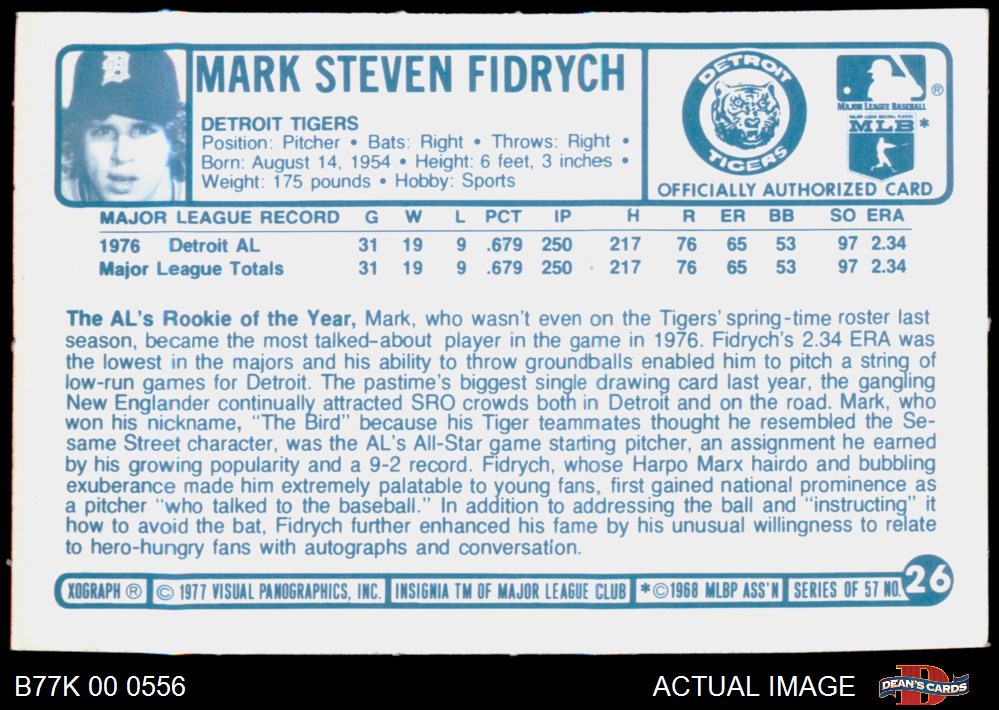 MARK STEVEN FIDRYCH
DETROIT TIGERS
Position: Pitcher • Bats: Right • Throws: Right •
Born: August 14, 1954 • Height: 6 feet, 3 inches •
Weight: 175 pounds • Hobby: Sports
DETROIT
TIGERS
MAJOR LEAGUE BASEBALL ®
MAJOR LEAGUE BASEBALL PLAYERS
MLB *
OFFICIALLY AUTHORIZED CARD
MAJOR LEAGUE RECORD G W L PCT IP H R ER BB SO ERA
1976 Detroit AL 31 19 9 .679 250 217 76 65 53 97 2.34
Major League Totals 31 19 9 .679 250 217 76 65 53 97 2.34
The AL's Rookie of the Year, Mark, who wasn't even on the Tigers' spring-time roster last
season, became the most talked-about player in the game in 1976. Fidrych's 2.34 ERA was
the lowest in the majors and his ability to throw groundballs enabled him to pitch a string of
low-run games for Detroit. The pastime's biggest single drawing card last year, the gangling
New Englander continually attracted SRO crowds both in Detroit and on the road. Mark, who
won his nickname, "The Bird" because his Tiger teammates thought he resembled the Se-
same Street character, was the AL's All-Star game starting pitcher, an assignment he earned
by his growing popularity and a 9-2 record. Fidrych, whose Harpo Marx hairdo and bubbling
exuberance made him extremely palatable to young fans, first gained national prominence as
a pitcher "who talked to the baseball." In addition to addressing the ball and "instructing" it
how to avoid the bat, Fidrych further enhanced his fame by his unusual willingness to relate
to hero-hungry fans with autographs and conversation.
XOGRAPH ® © 1977 VISUAL PANOGRAPHICS, INC. INSIGNIA TM OF MAJOR LEAGUE CLUB *©1968 MLBP ASS'N SERIES OF 57 NO. 26
B77K 00 0556 ACTUAL IMAGE DEAN'S CARDS